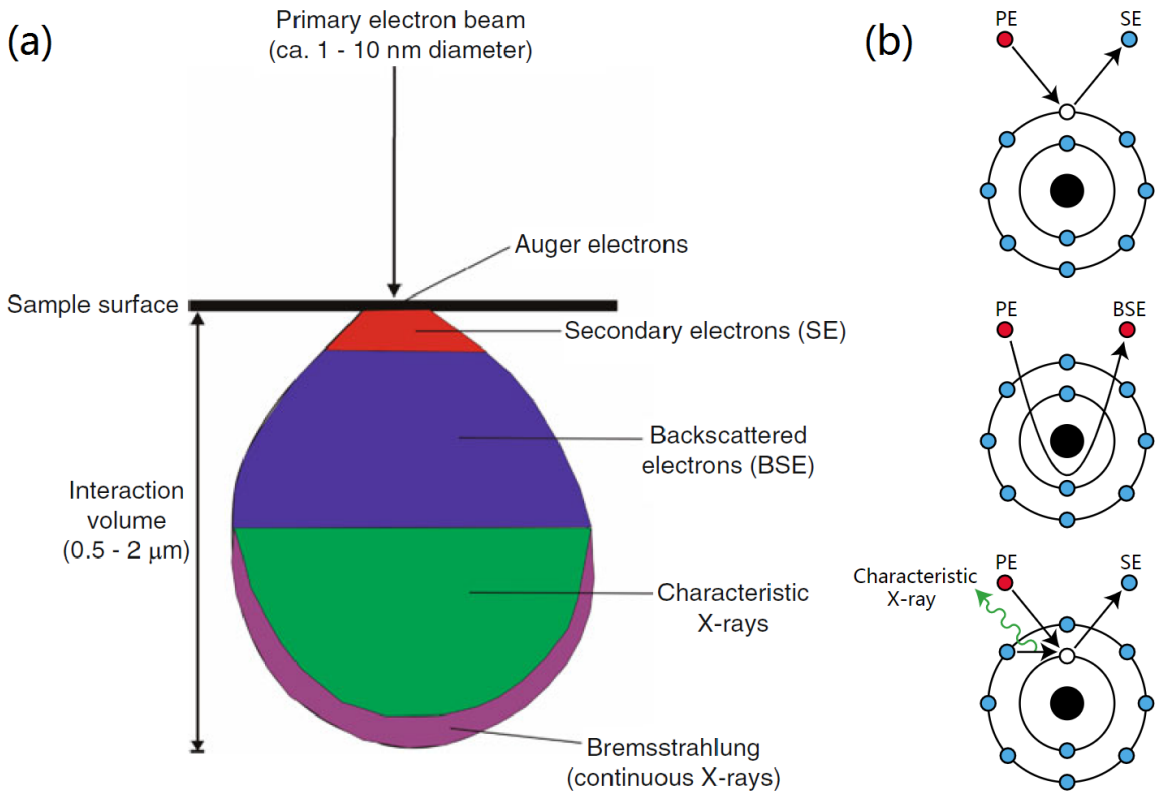 (a)
Primary electron beam
(ca. 1 - 10 nm diameter)
Auger electrons
Sample surface
Secondary electrons (SE)
Backscattered
electrons (BSE)
Interaction
volume
(0.5 - 2 μm)
Characteristic
X-rays
Bremsstrahlung
(continuous X-rays)
(b)
PE
SE
PE
BSE
PE
SE
Characteristic
X-ray